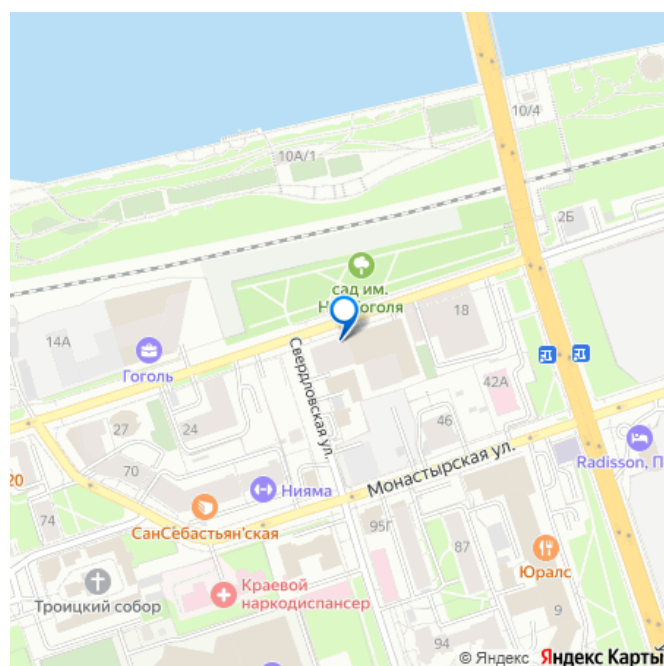 10/4
10А/1
2Б
сад им.
Н. Гоголя
18
14А
Гоголь
Свердловская ул.
42А
27
24
46
Radisson, П
70
Монастырская ул.
20
Нияма
74
СанСебастьян'ская
95Г
87
Юралс
Троицкий собор
Краевой
наркодиспансер
9
94
© Яндекс Яндекс Карты